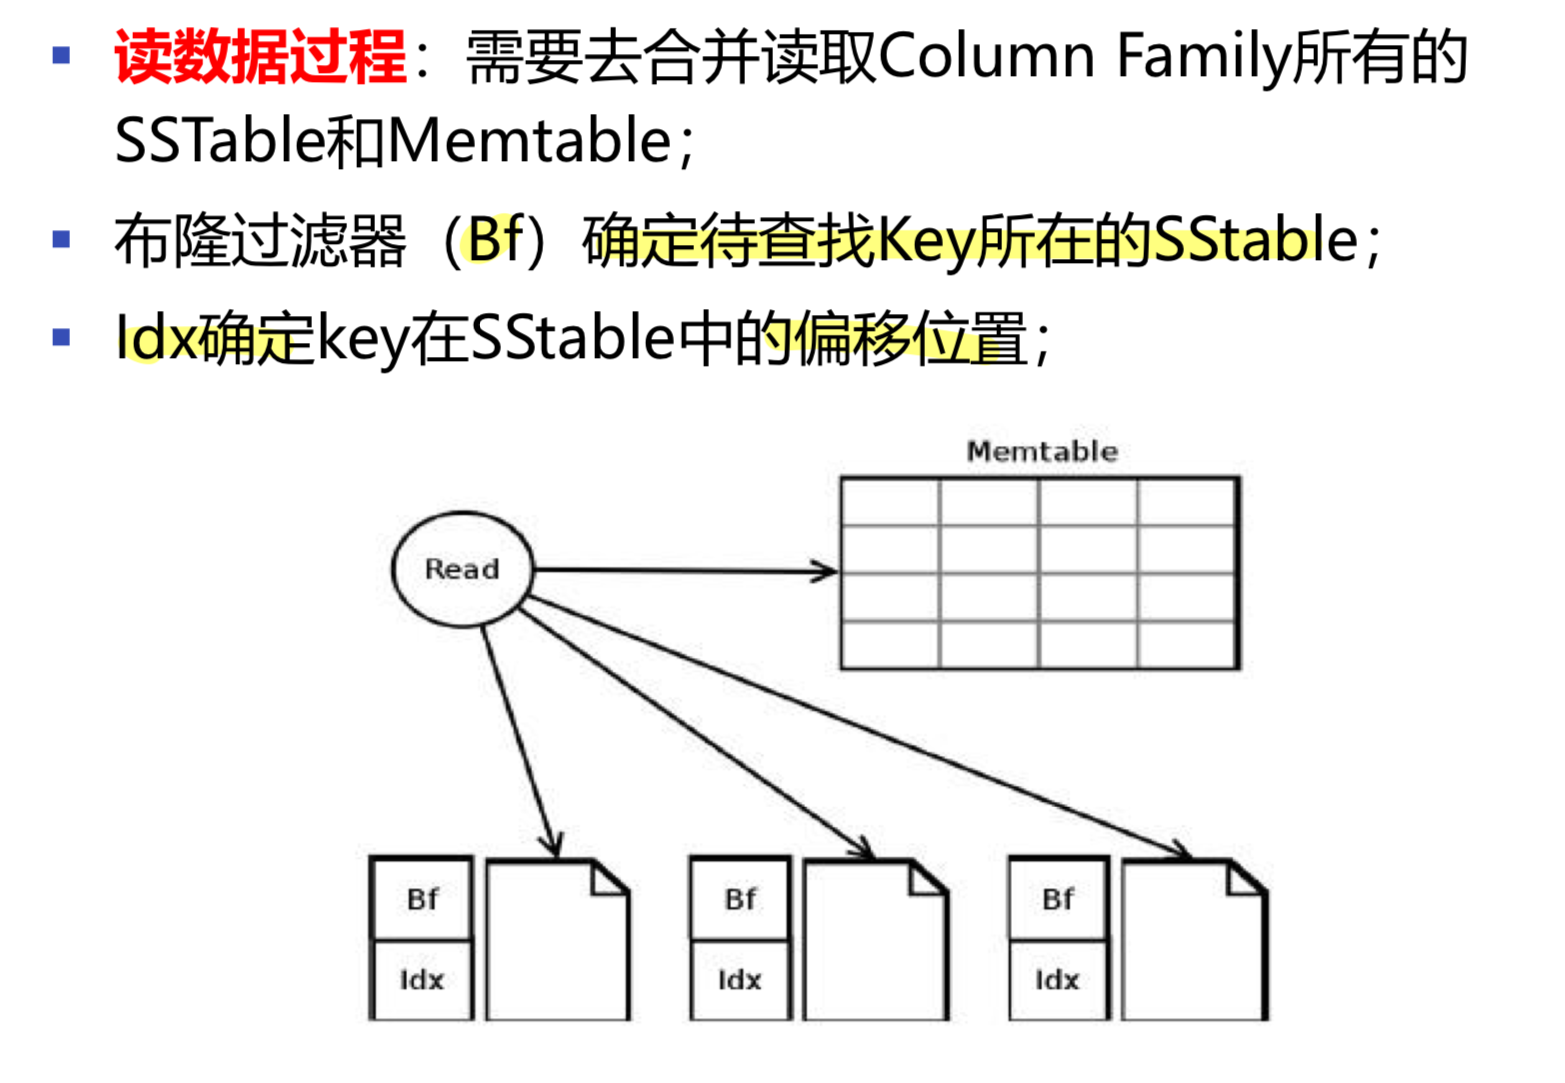 读数据过程：需要去合并读取Column Family所有的
SSTable和Memtable；
布隆过滤器（Bf）确定待查找Key所在的SStable；
Idx确定key在SStable中的偏移位置；
Memtable
Read
Bf
Bf
Bf
Idx
Idx
Idx